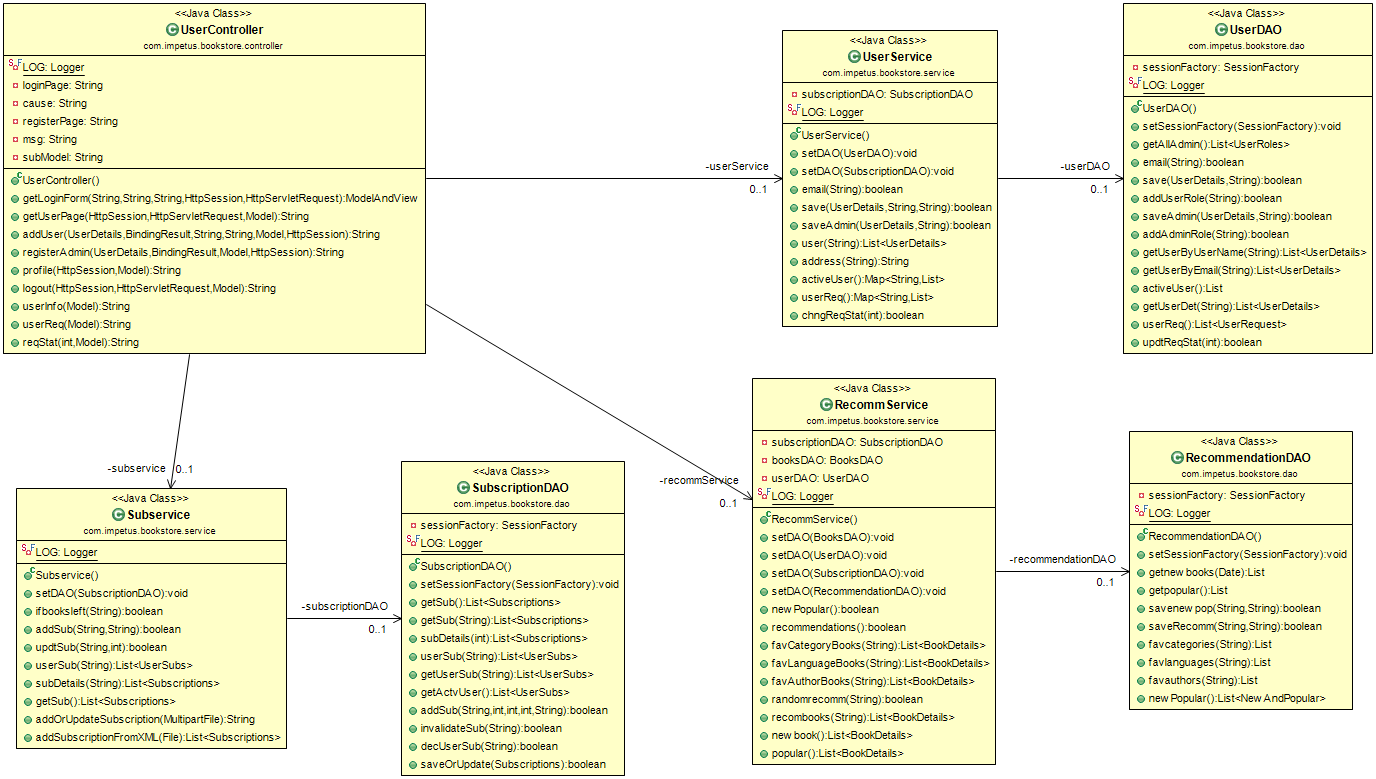 <<Java Class>>
UserController
com.impetus.bookstore.controller
LOG: Logger
loginPage: String
cause: String
registerPage: String
msg: String
subModel: String
UserController()
getLoginForm(String,String,String,HttpSession,HttpServletRequest):ModelAndView
getUserPage(HttpSession,HttpServletRequest,Model):String
addUser(UserDetails,BindingResult,String,String,Model,HttpSession):String
registerAdmin(UserDetails,BindingResult,Model,HttpSession):String
profile(HttpSession,Model):String
logout(HttpSession,HttpServletRequest,Model):String
userInfo(Model):String
userReq(Model):String
reqStat(int,Model):String
-userService
0..1
<<Java Class>>
UserService
com.impetus.bookstore.service
subscriptionDAO: SubscriptionDAO
LOG: Logger
UserService()
setDAO(UserDAO):void
setDAO(SubscriptionDAO):void
email(String):boolean
save(UserDetails,String,String):boolean
saveAdmin(UserDetails,String):boolean
user(String):List<UserDetails>
address(String):String
activeUser():Map<String,List>
userReq():Map<String,List>
chngReqStat(int):boolean
-userDAO
0..1
<<Java Class>>
UserDAO
com.impetus.bookstore.dao
sessionFactory: SessionFactory
LOG: Logger
UserDAO()
setSessionFactory(SessionFactory):void
getAllAdmin():List<UserRoles>
email(String):boolean
save(UserDetails,String):boolean
addUserRole(String):boolean
saveAdmin(UserDetails,String):boolean
addAdminRole(String):boolean
getUserByUserName(String):List<UserDetails>
getUserByEmail(String):List<UserDetails>
activeUser():List
getUserDet(String):List<UserDetails>
userReq():List<UserRequest>
updtReqStat(int):boolean
-subservice
0..1
<<Java Class>>
Subservice
com.impetus.bookstore.service
LOG: Logger
Subservice()
setDAO(SubscriptionDAO):void
ifbooksleft(String):boolean
addSub(String,String):boolean
updtSub(String,int):boolean
userSub(String):List<UserSubs>
subDetails(String):List<Subscriptions>
getSub():List<Subscriptions>
addOrUpdateSubscription(MultipartFile):String
addSubscriptionFromXML(File):List<Subscriptions>
-subscriptionDAO
0..1
<<Java Class>>
SubscriptionDAO
com.impetus.bookstore.dao
sessionFactory: SessionFactory
LOG: Logger
SubscriptionDAO()
setSessionFactory(SessionFactory):void
getSub():List<Subscriptions>
getSub(String):List<Subscriptions>
subDetails(int):List<Subscriptions>
userSub(String):List<UserSubs>
getUserSub(String):List<UserSubs>
getActvUser():List<UserSubs>
addSub(String,int,int,int,String):boolean
invalidateSub(String):boolean
decUserSub(String):boolean
saveOrUpdate(Subscriptions):boolean
-recommService
0..1
<<Java Class>>
RecommService
com.impetus.bookstore.service
subscriptionDAO: SubscriptionDAO
booksDAO: BooksDAO
userDAO: UserDAO
LOG: Logger
RecommService()
setDAO(BooksDAO):void
setDAO(UserDAO):void
setDAO(SubscriptionDAO):void
setDAO(RecommendationDAO):void
newPopular():boolean
recommendations():boolean
favCategoryBooks(String):List<BookDetails>
favLanguageBooks(String):List<BookDetails>
favAuthorBooks(String):List<BookDetails>
randomrecomm(String):boolean
recombooks(String):List<BookDetails>
newbook():List<BookDetails>
popular():List<BookDetails>
-recommendationDAO
0..1
<<Java Class>>
RecommendationDAO
com.impetus.bookstore.dao
sessionFactory: SessionFactory
LOG: Logger
RecommendationDAO()
setSessionFactory(SessionFactory):void
getnewbooks(Date):List
getpopular():List
savenewpop(String,String):boolean
saveRecomm(String,String):boolean
favcategories(String):List
favlanguages(String):List
favauthors(String):List
newPopular():List<NewAndPopular>